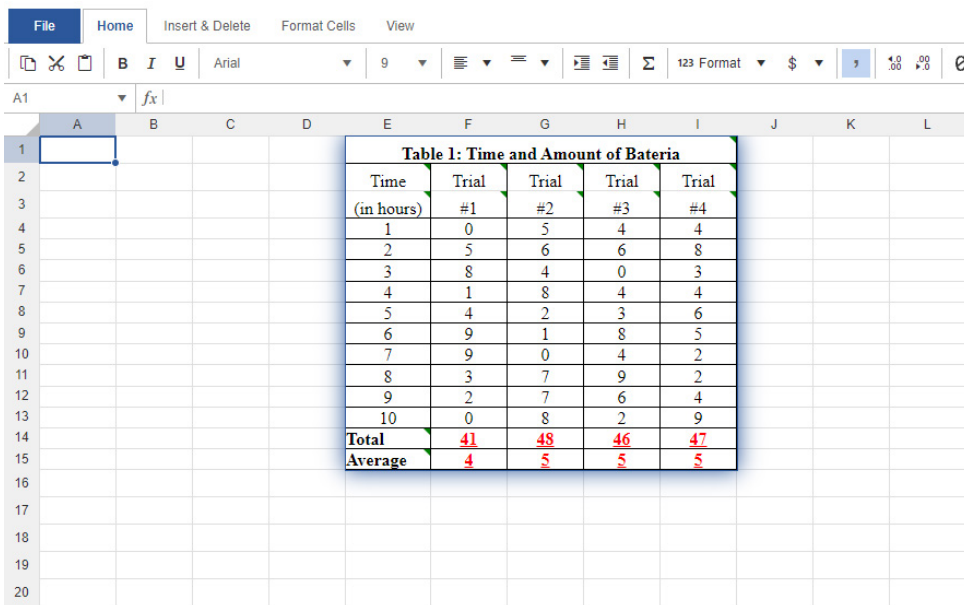 File Home Insert & Delete Format Cells View
B I U Arial 9 Σ 123 Format $ , .0 .00 .00 .0
A1 fx
A B C D E F G H I J K L
1 Table 1: Time and Amount of Bateria
2 Time Trial Trial Trial Trial
3 (in hours) #1 #2 #3 #4
4 1 0 5 4 4
5 2 5 6 6 8
6 3 8 4 0 3
7 4 1 8 4 4
8 5 4 2 3 6
9 6 9 1 8 5
10 7 9 0 4 2
11 8 3 7 9 2
12 9 2 7 6 4
13 10 0 8 2 9
14 Total 41 48 46 47
15 Average 4 5 5 5
16
17
18
19
20